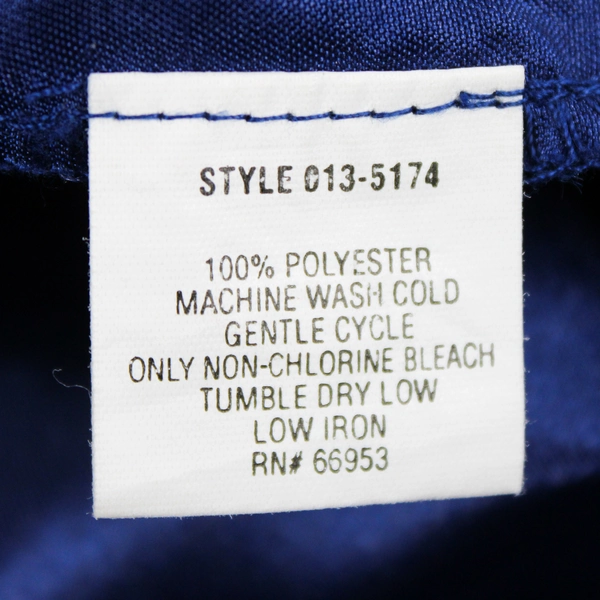 STYLE 013-5174
100% POLYESTER
MACHINE WASH COLD
GENTLE CYCLE
ONLY NON-CHLORINE BLEACH
TUMBLE DRY LOW
LOW IRON
RN# 66953